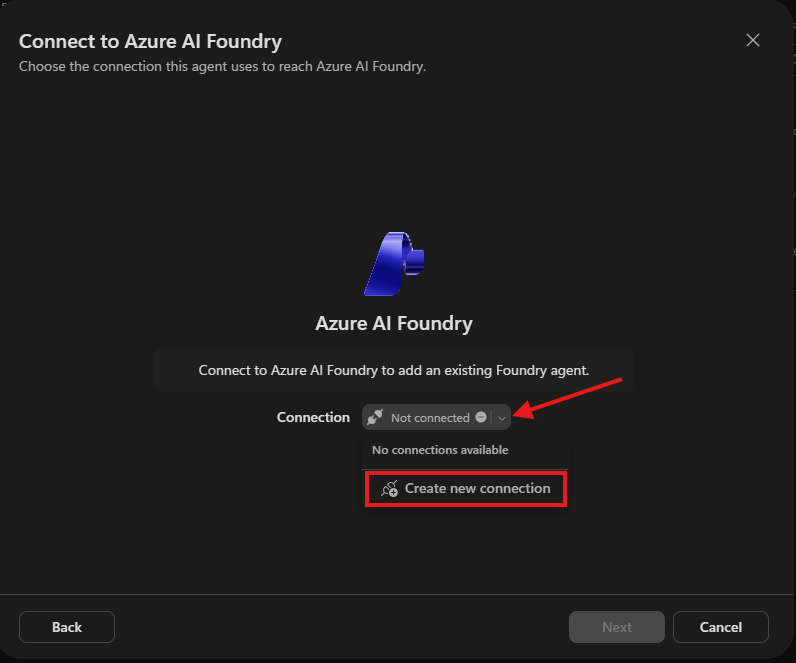 Connect to Azure AI Foundry
Choose the connection this agent uses to reach Azure AI Foundry.
Azure AI Foundry
Connect to Azure AI Foundry to add an existing Foundry agent.
Connection
Not connected
No connections available
Create new connection
Back
Next
Cancel